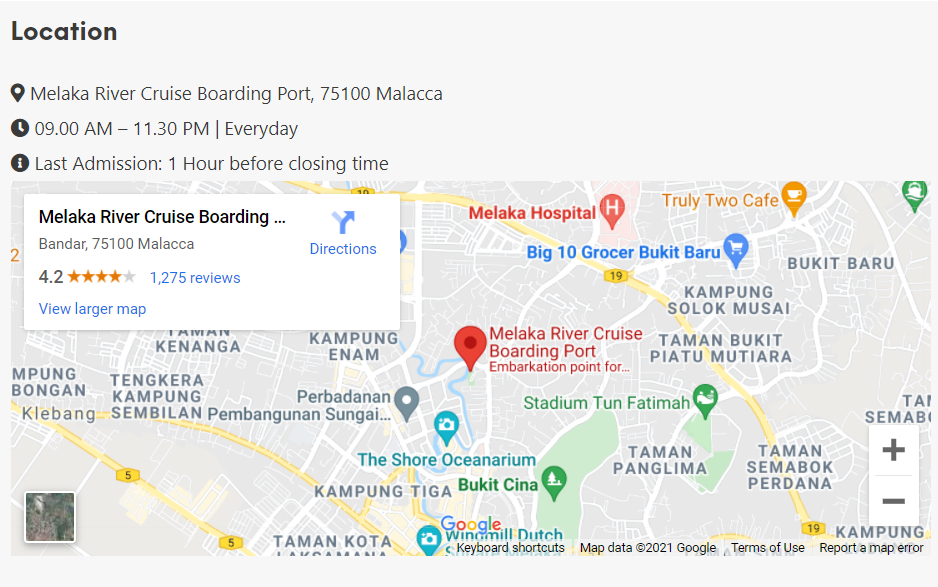 Location
Melaka River Cruise Boarding Port, 75100 Malacca
09.00 AM – 11.30 PM | Everyday
Last Admission: 1 Hour before closing time
Melaka River Cruise Boarding ...
Bandar, 75100 Malacca
4.2
1,275 reviews
View larger map
Directions
19
2
Melaka Hospital
Truly Two Cafe
Big 10 Grocer Bukit Baru
BUKIT BARU
19
KAMPUNG
SOLOK MUSAI
TAMAN
KENANGA
KAMPUNG
ENAM
Melaka River Cruise
Boarding Port
Embarkation point for...
TAMAN BUKIT
PIATU MUTIARA
MPUNG
BONGAN
TENGKERA
KAMPUNG
SEMBILAN
Klebang
Perbadanan
Pembangunan Sungai...
Stadium Tun Fatimah
TAM
SEMABO
The Shore Oceanarium
TAMAN
PANGLIMA
TAMAN
SEMABOK
PERDANA
5
KAMPUNG TIGA
Bukit Cina
+
−
Google
Windmill Dutch
19
KAMPUNG
5
TAMAN KOTA
LAKSAMANA
Keyboard shortcuts
Map data ©2021 Google
Terms of Use
Report a map error